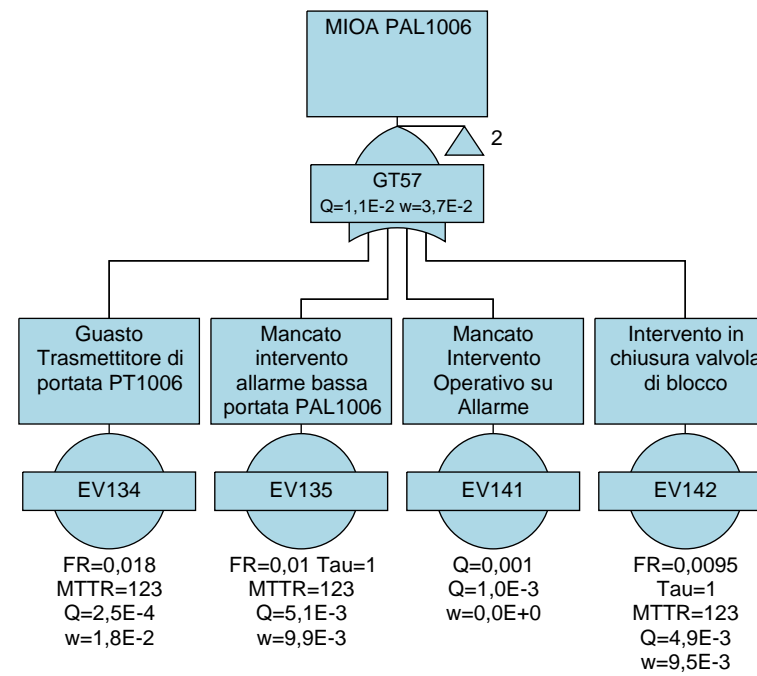 MIOA PAL1006
2
GT57
Q=1,1E-2 w=3,7E-2
Guasto
Trasmettitore di
portata PT1006
Mancato
intervento
allarme bassa
portata PAL1006
Mancato
Intervento
Operativo su
Allarme
Intervento in
chiusura valvola
di blocco
EV134
EV135
EV141
EV142
FR=0,018
MTTR=123
Q=2,5E-4
w=1,8E-2
FR=0,01 Tau=1
MTTR=123
Q=5,1E-3
w=9,9E-3
Q=0,001
Q=1,0E-3
w=0,0E+0
FR=0,0095
Tau=1
MTTR=123
Q=4,9E-3
w=9,5E-3